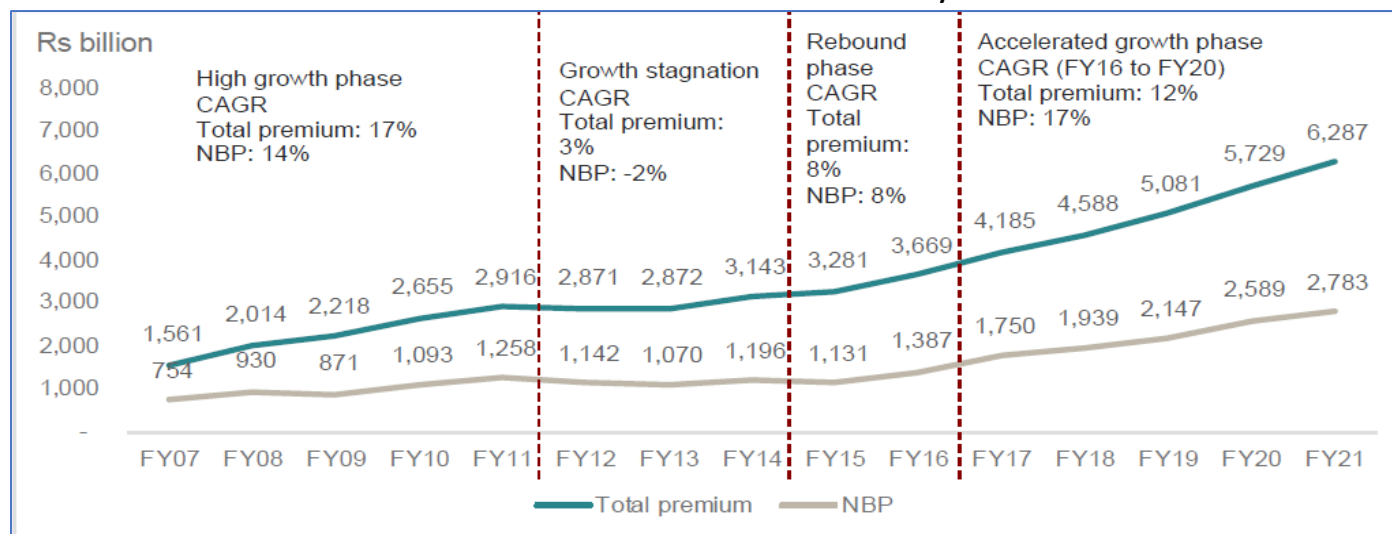 Rs billion
8,000
7,000
6,000
5,000
4,000
3,000
2,000
1,000
-
High growth phase
CAGR
Total premium: 17%
NBP: 14%
Growth stagnation
CAGR
Total premium:
3%
NBP: -2%
Rebound
phase
CAGR
Total
premium:
8%
NBP: 8%
Accelerated growth phase
CAGR (FY16 to FY20)
Total premium: 12%
NBP: 17%
1,561 2,014 2,218 2,655 2,916 2,871 2,872 3,143 3,281 3,669 4,185 4,588 5,081 5,729 6,287
754 930 871 1,093 1,258 1,142 1,070 1,196 1,131 1,387 1,750 1,939 2,147 2,589 2,783
FY07 FY08 FY09 FY10 FY11 FY12 FY13 FY14 FY15 FY16 FY17 FY18 FY19 FY20 FY21
Total premium NBP